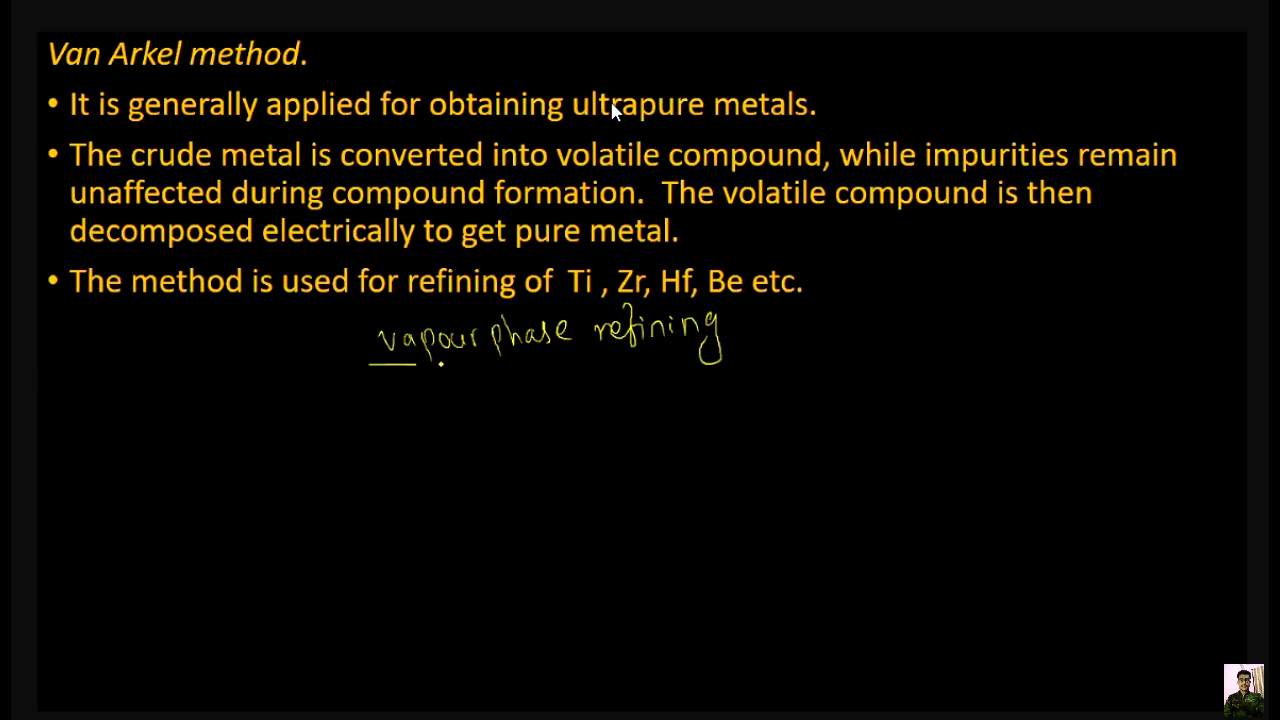 Van Arkel method.
• It is generally applied for obtaining ultrapure metals.
• The crude metal is converted into volatile compound, while impurities remain
unaffected during compound formation. The volatile compound is then
decomposed electrically to get pure metal.
• The method is used for refining of Ti , Zr, Hf, Be etc.
vapour phase refining